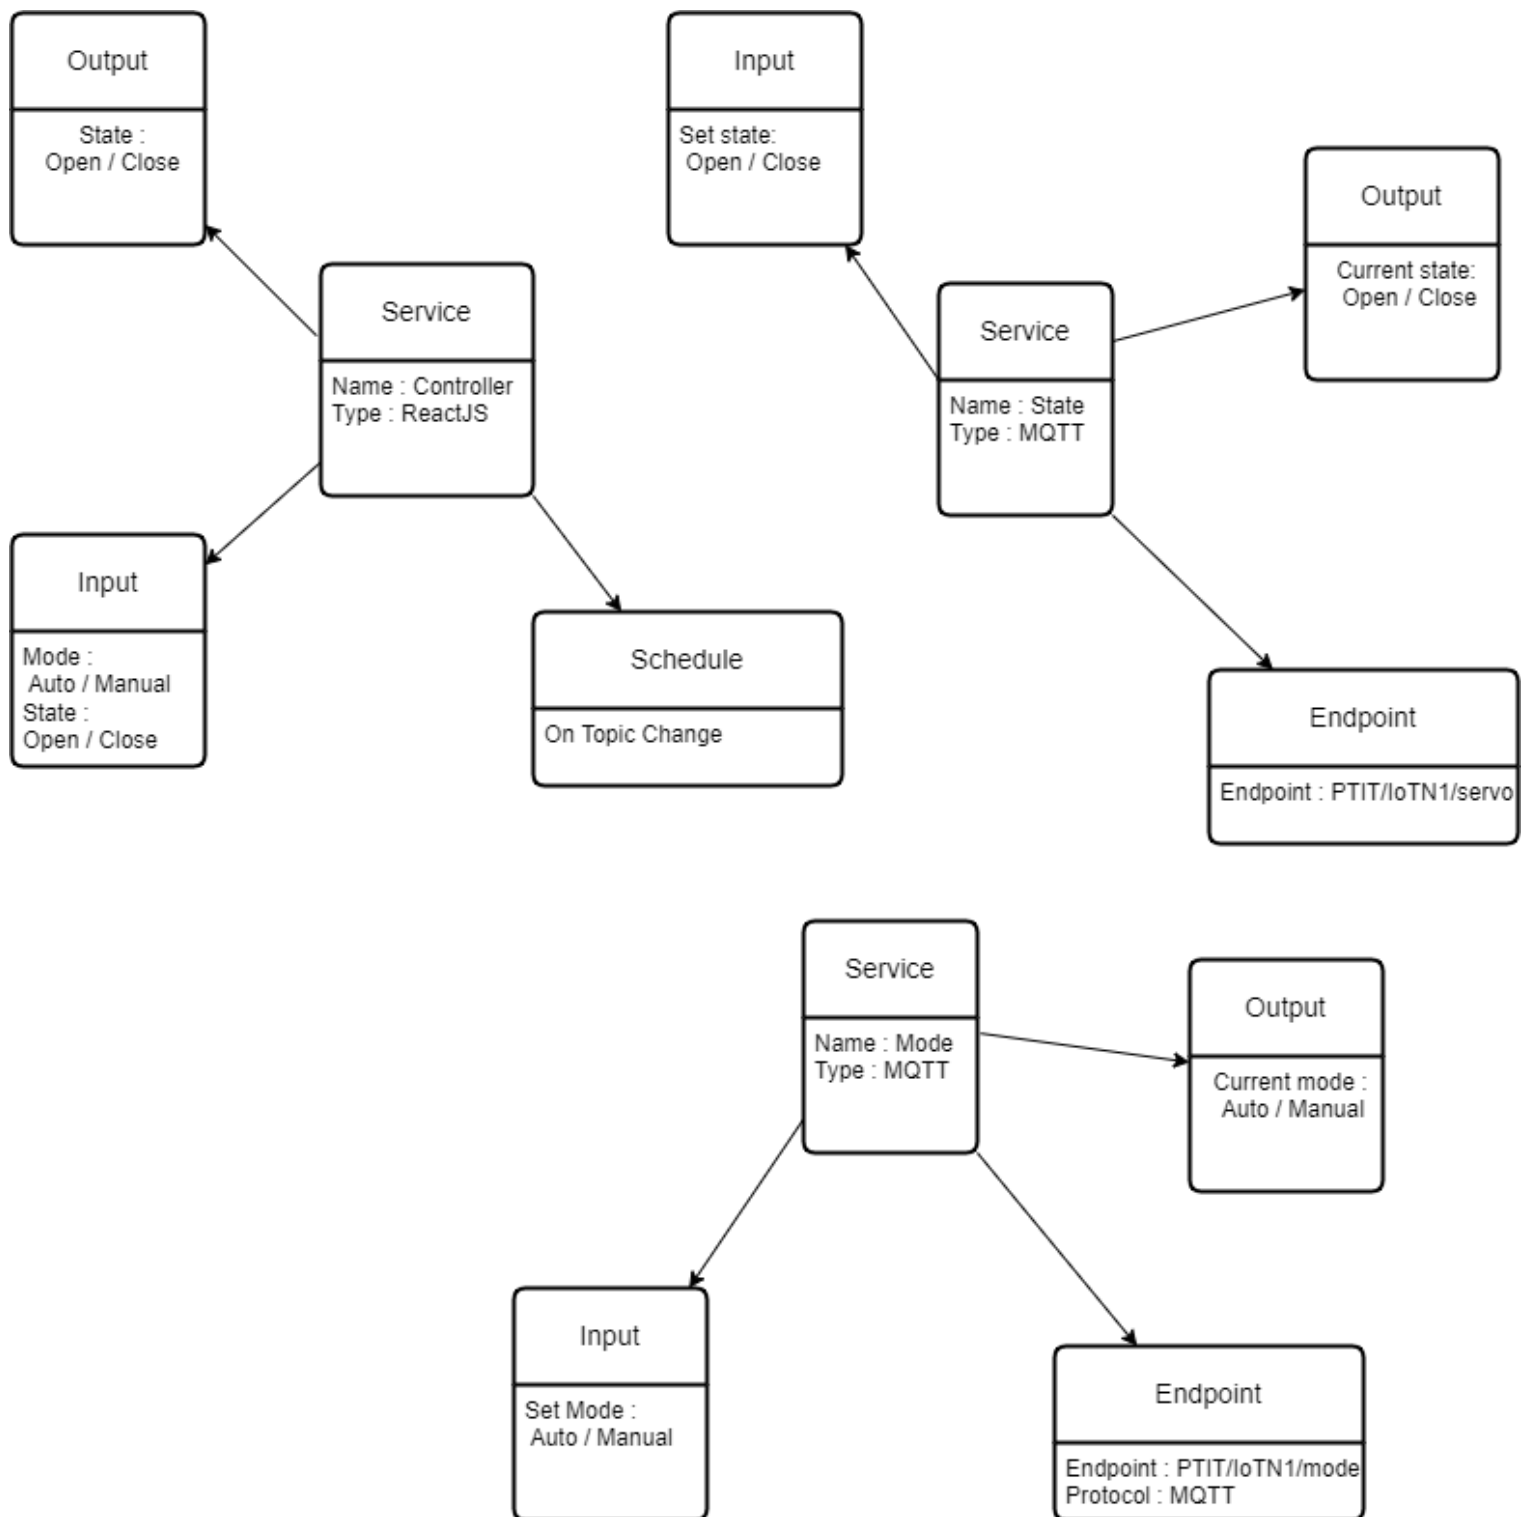 Output
State :
Open / Close
Input
Set state:
Open / Close
Output
Current state:
Open / Close
Service
Name : Controller
Type : ReactJS
Service
Name : State
Type : MQTT
Input
Mode :
Auto / Manual
State :
Open / Close
Schedule
On Topic Change
Endpoint
Endpoint : PTIT/IoTN1/servo
Service
Name : Mode
Type : MQTT
Output
Current mode :
Auto / Manual
Input
Set Mode :
Auto / Manual
Endpoint
Endpoint : PTIT/IoTN1/mode
Protocol : MQTT